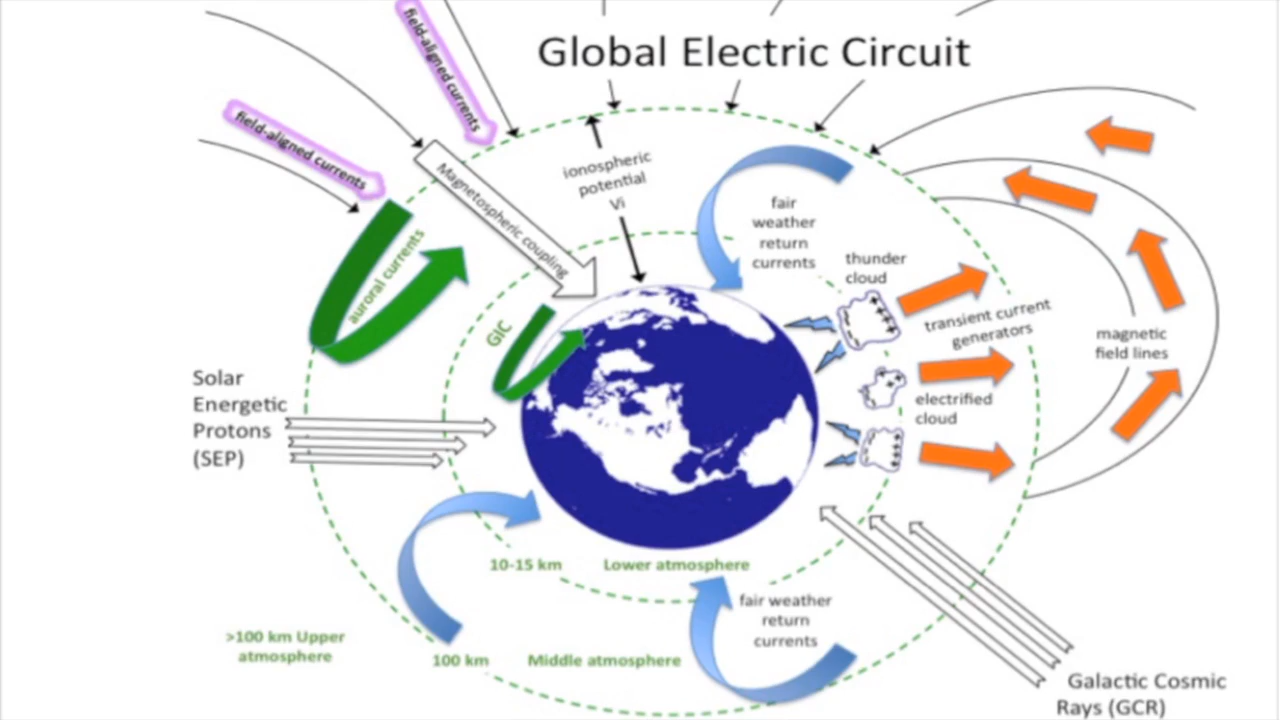 Global Electric Circuit
field-aligned currents
field-aligned currents
Magnetospheric coupling
ionospheric
potential
Vi
fair
weather
return
currents
thunder
cloud
auroral currents
GIC
transient current
generators
magnetic
field lines
electrified
cloud
Solar
Energetic
Protons
(SEP)
10-15 km
Lower atmosphere
fair weather
return
currents
>100 km Upper
atmosphere
100 km
Middle atmosphere
Galactic Cosmic
Rays (GCR)